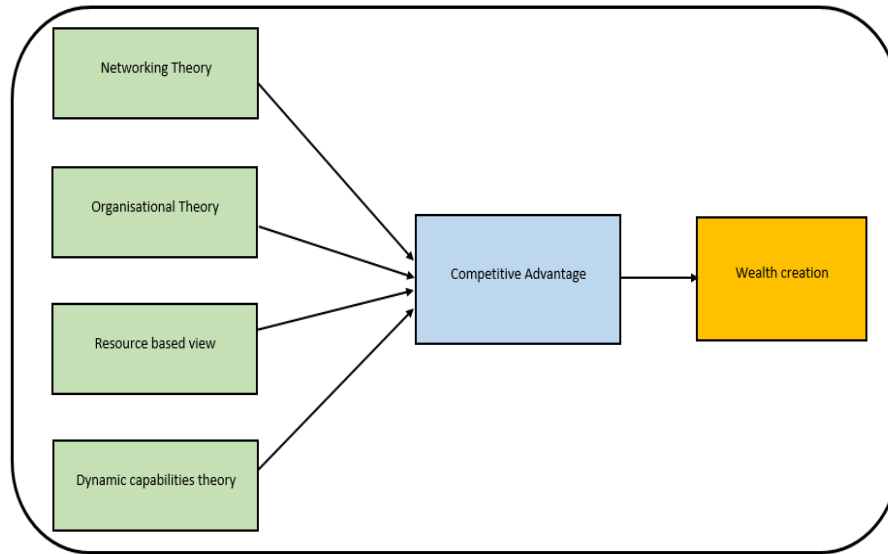 Networking Theory
Organisational Theory
Resource based view
Dynamic capabilities theory
Competitive Advantage
Wealth creation